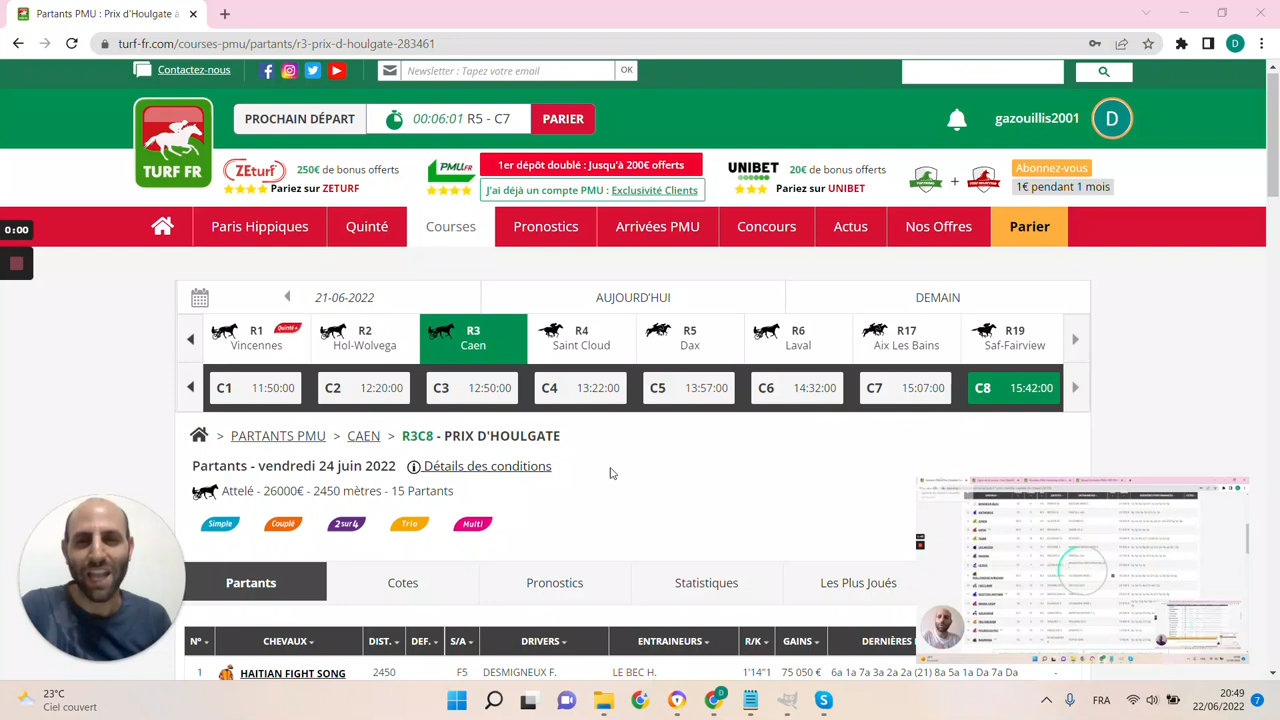 Partants PMU : Prix d'Houlgate à
turf-fr.com/courses-pmu/partants/r3-prix-d-houlgate-283461
D
Contactez-nous
Newsletter : Tapez votre email
OK
TURF FR
PROCHAIN DÉPART
00:06:01 R5 - C7
PARIER
gazouillis2001
D
ZEturf
250€ de bonus offerts
Pariez sur ZETURF
PMU.FR
1er dépôt doublé : Jusqu'à 200€ offerts
J'ai déjà un compte PMU : Exclusivité Clients
UNIBET
20€ de bonus offerts
Pariez sur UNIBET
+
Abonnez-vous
1€ pendant 1 mois
0:00
Paris Hippiques
Quinté
Courses
Pronostics
Arrivées PMU
Concours
Actus
Nos Offres
Parier
21-06-2022
AUJOURD'HUI
DEMAIN
R1 Quinté+
Vincennes
R2
Hol-Wolvega
R3
Caen
R4
Saint Cloud
R5
Dax
R6
Laval
R17
Aix Les Bains
R19
Saf-Fairview
C1 11:50:00
C2 12:20:00
C3 12:50:00
C4 13:22:00
C5 13:57:00
C6 14:32:00
C7 15:07:00
C8 15:42:00
> PARTANTS PMU > CAEN > R3C8 - PRIX D'HOULGATE
Partants - vendredi 24 juin 2022 Détails des conditions
450 mètres - 15 Partants
Simple
Couplé
2sur4
Trio
Multi
Partants
Cotes
Pronostics
Statistiques
Les Plus Joués
N°
DRIVERS
ENTRAINEURS
R/K
GAINS
1 HAITIAN FIGHT SONG 2450 F5 DESMIGNEUX F. LE BEC H. 1'14"1 75 050 € 6a 1a 7a 3a 2a 2a (21) 8a 5a 1a Da 7a Da -
23°C
Ciel couvert
FRA
20:49
22/06/2022
7